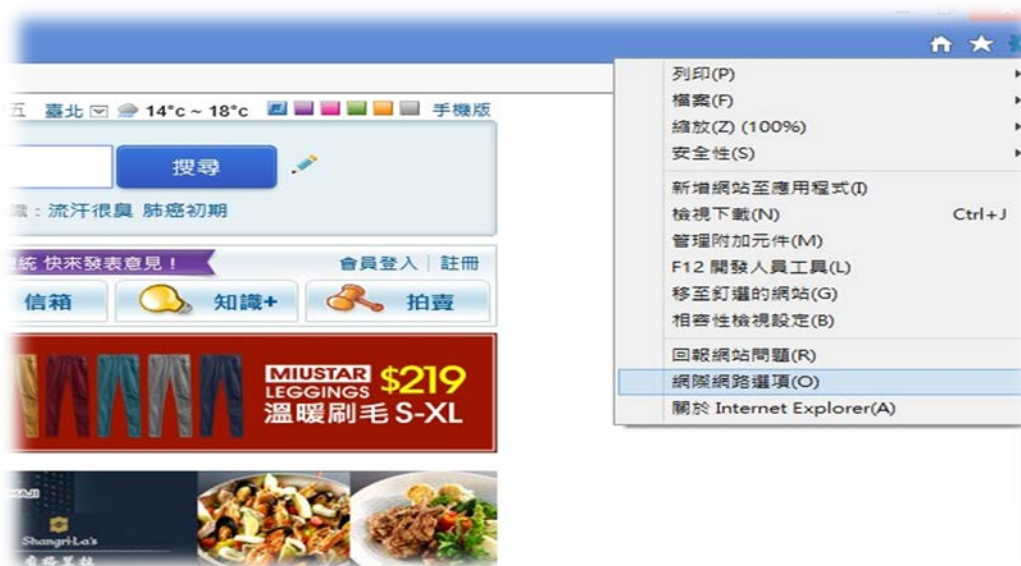 五 臺北 14°c ~ 18°c 手機版
搜尋
識：流汗很臭 肺癌初期
總統 快來發表意見！
會員登入 註冊
信箱 知識+ 拍賣
MIUSTAR $219
LEGGINGS
溫暖刷毛 S-XL
MAJI
Shangri-La's
香格里拉
列印(P)
檔案(F)
縮放(Z) (100%)
安全性(S)
新增網站至應用程式(I)
檢視下載(N) Ctrl+J
管理附加元件(M)
F12 開發人員工具(L)
移至釘選的網站(G)
相容性檢視設定(B)
回報網站問題(R)
網際網路選項(O)
關於 Internet Explorer(A)